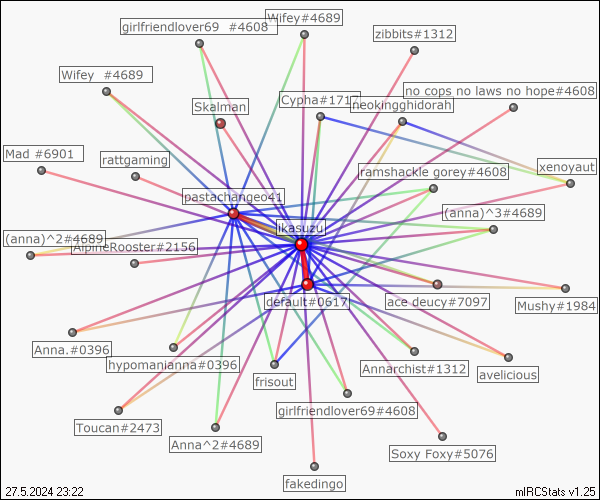 girlfriendlover69 #4608
Wifey#4689
zibbits#1312
Wifey #4689
Skalman
Cypha#1717
neokingghidorah
no cops no laws no hope#4608
Mad #6901
rattgaming
ramshackle gorey#4608
xenoyaut
pastachangeo41
Ikasuzu
(anna)^3#4689
(anna)^2#4689
AlpineRooster#2156
default#0617
ace deucy#7097
Mushy#1984
Anna.#0396
hypomanianna#0396
frisout
Annarchist#1312
avelicious
girlfriendlover69#4608
Toucan#2473
Anna^2#4689
Soxy Foxy#5076
fakedingo
27.5.2024 23:22
mIRCStats v1.25